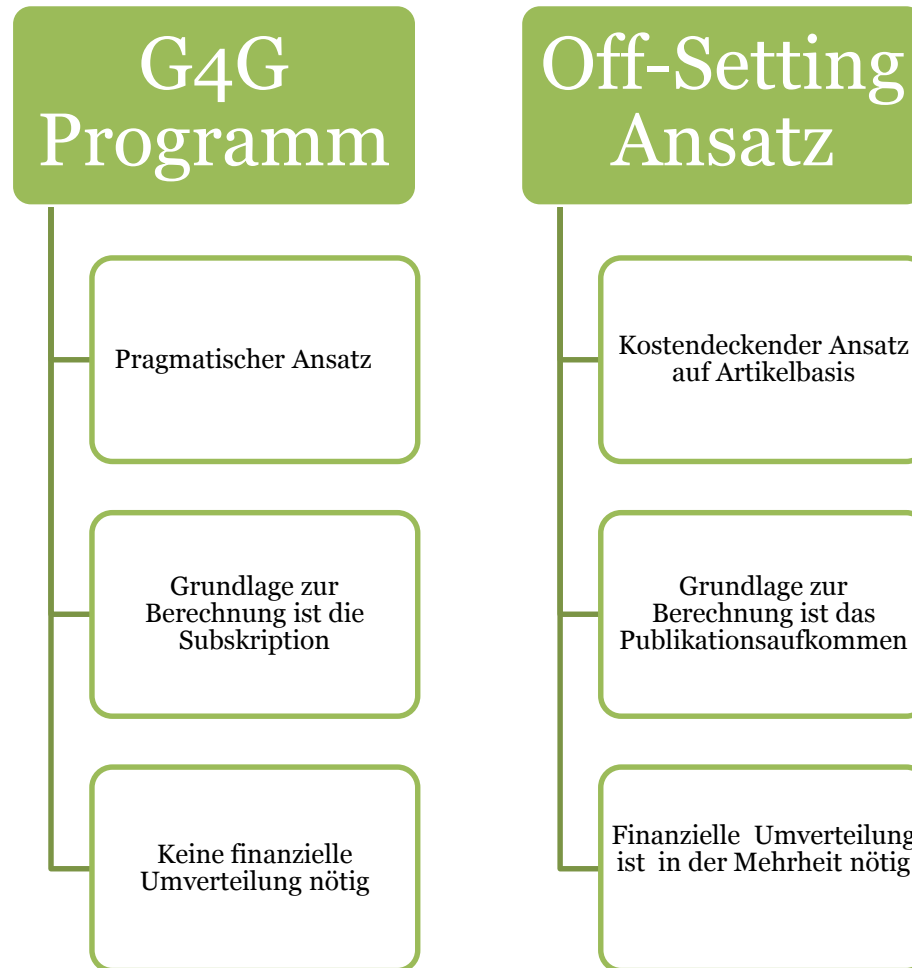 G4G
Programm
Pragmatischer Ansatz
Grundlage zur
Berechnung ist die
Subskription
Keine finanzielle
Umverteilung nötig
Off-Setting
Ansatz
Kostendeckender Ansatz
auf Artikelbasis
Grundlage zur
Berechnung ist das
Publikationsaufkommen
Finanzielle Umverteilung
ist in der Mehrheit nötig